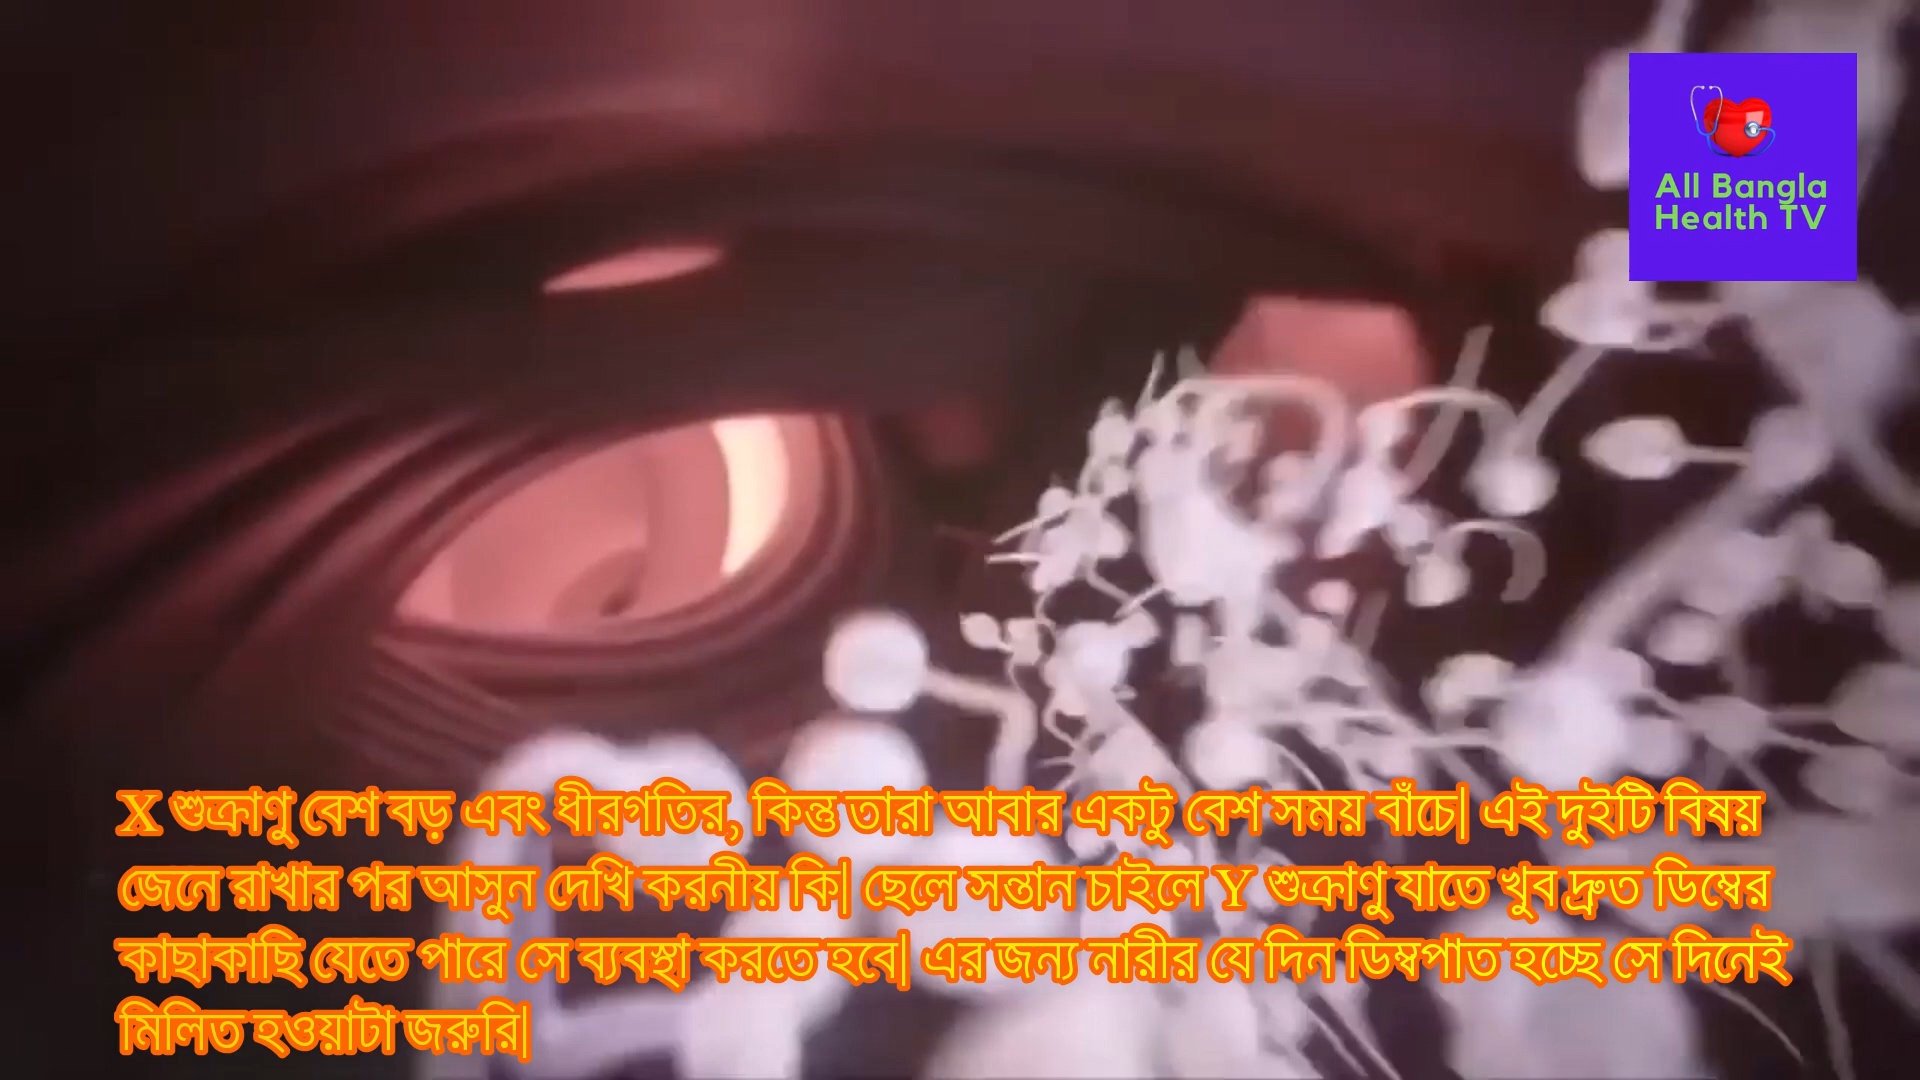 All Bangla
Health TV
X শুক্রাণু বেশ বড় এবং ধীরগতির, কিন্তু তারা আবার একটু বেশ সময় বাঁচে| এই দুইটি বিষয়
জেনে রাখার পর আসুন দেখি করনীয় কি| ছেলে সন্তান চাইলে Y শুক্রাণু যাতে খুব দ্রুত ডিম্বের
কাছাকাছি যেতে পারে সে ব্যবস্থা করতে হবে| এর জন্য নারীর যে দিন ডিম্বপাত হচ্ছে সে দিনেই
মিলিত হওয়াটা জরুরি|